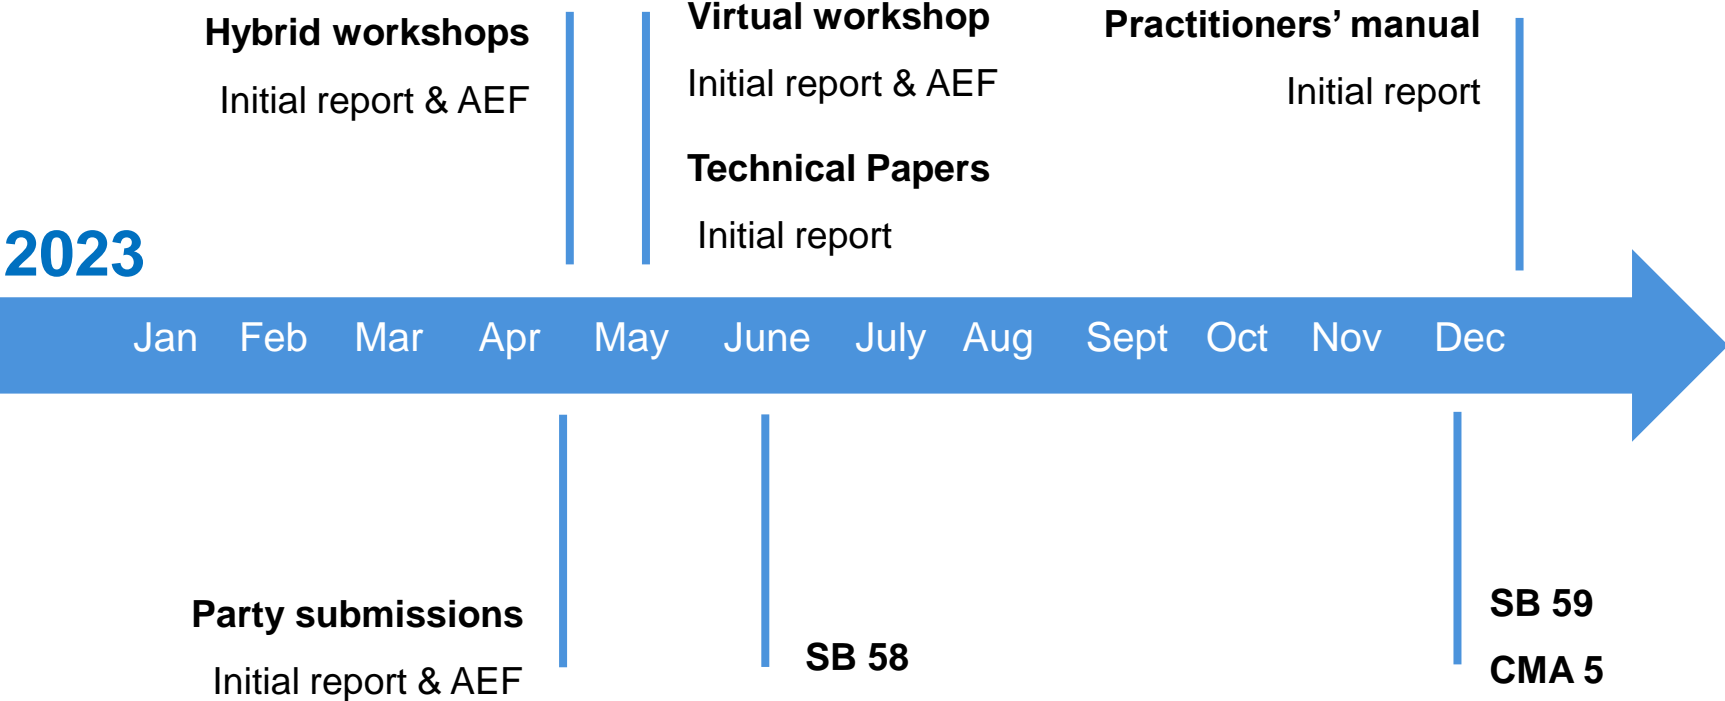 Hybrid workshops
Initial report & AEF
Virtual workshop
Initial report & AEF
Technical Papers
Initial report
Practitioners’ manual
Initial report
2023
Jan Feb Mar Apr May June July Aug Sept Oct Nov Dec
Party submissions
Initial report & AEF
SB 58
SB 59
CMA 5